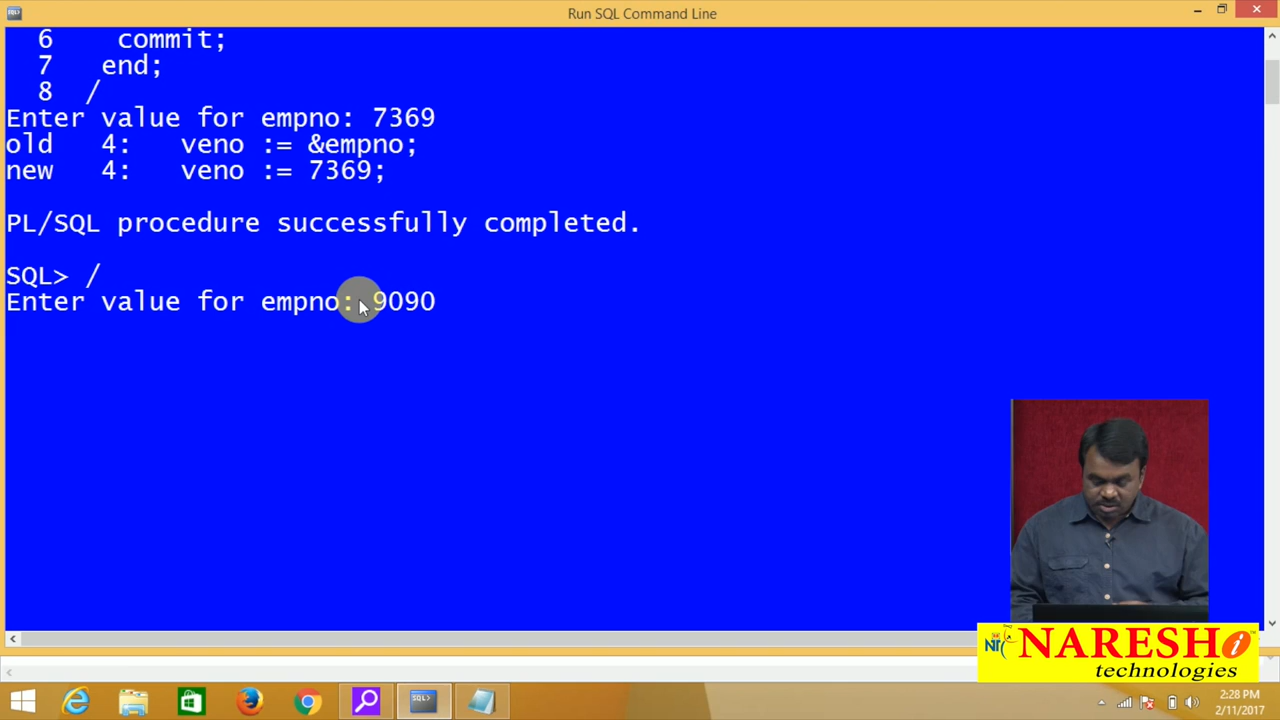 Run SQL Command Line
6 commit;
7 end;
8 /
Enter value for empno: 7369
old 4: veno := &empno;
new 4: veno := 7369;
PL/SQL procedure successfully completed.
SQL> /
Enter value for empno: 9090
NARESH i
technologies
SQL>
2:28 PM
2/11/2017